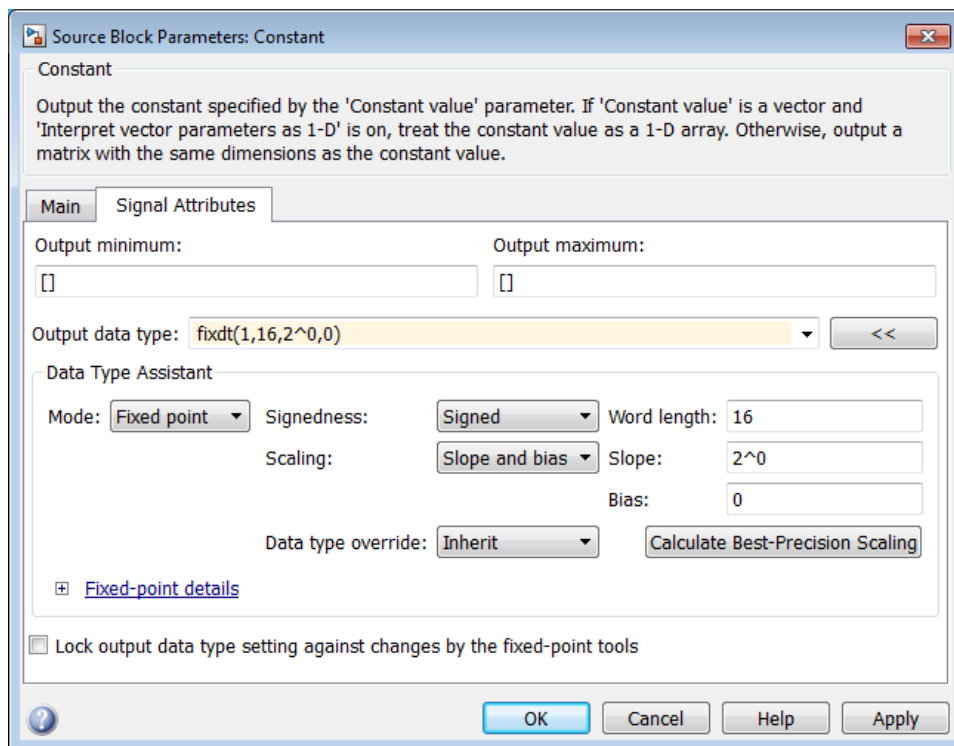 Source Block Parameters: Constant
Constant
Output the constant specified by the 'Constant value' parameter. If 'Constant value' is a vector and
'Interpret vector parameters as 1-D' is on, treat the constant value as a 1-D array. Otherwise, output a
matrix with the same dimensions as the constant value.
Main Signal Attributes
Output minimum: Output maximum:
[] []
Output data type: fixdt(1,16,2^0,0) <<
Data Type Assistant
Mode: Fixed point Signedness: Signed Word length: 16
Scaling: Slope and bias Slope: 2^0
Bias: 0
Data type override: Inherit Calculate Best-Precision Scaling
Fixed-point details
Lock output data type setting against changes by the fixed-point tools
OK Cancel Help Apply